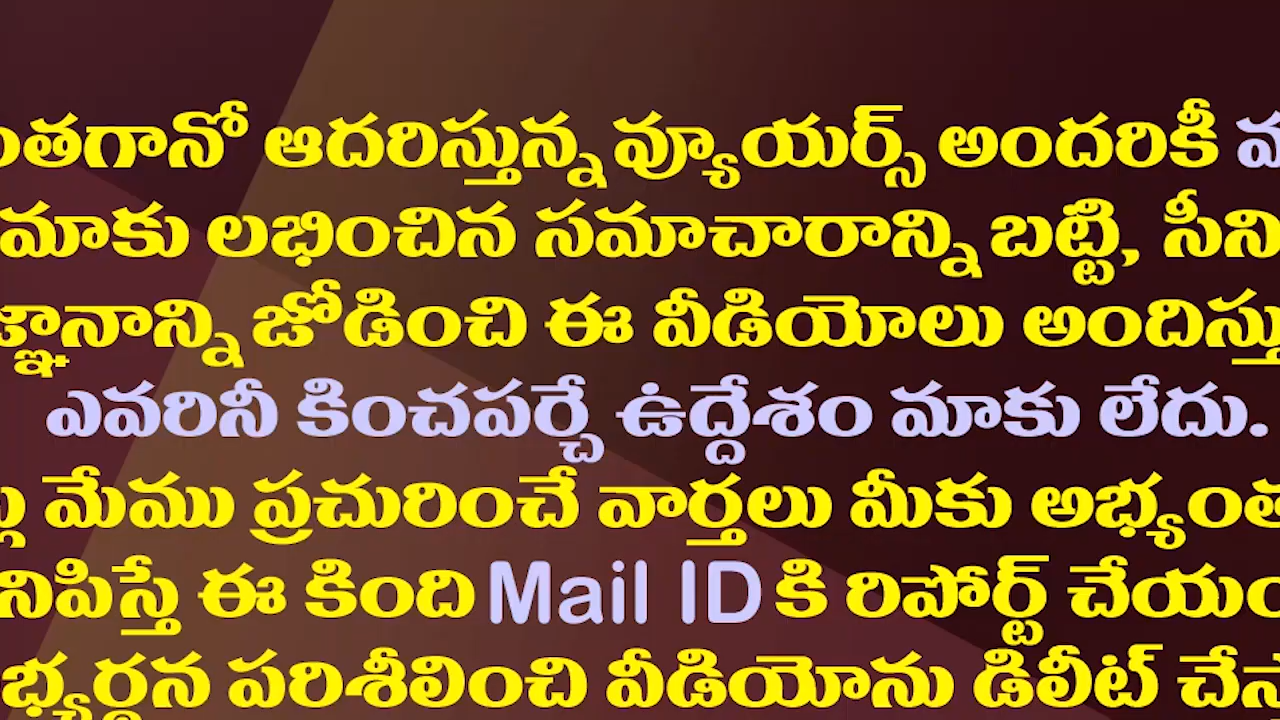 ంతగానో ఆదరిస్తున్న వ్యూయర్స్ అందరికీ
మాకు లభించిన సమాచారాన్ని బట్టి, సీని
జ్ఞానాన్ని జోడించి ఈ వీడియోలు అందిస్తు
ఎవరినీ కించపర్చే ఉద్దేశం మాకు లేదు.
మేము ప్రచురించే వార్తలు మీకు అభ్యంత
నిపిస్తే ఈ కింది Mail ID కి రిపోర్ట్ చేయం
భ్యర్థన పరిశీలించి వీడియోను డిలీట్ చేస